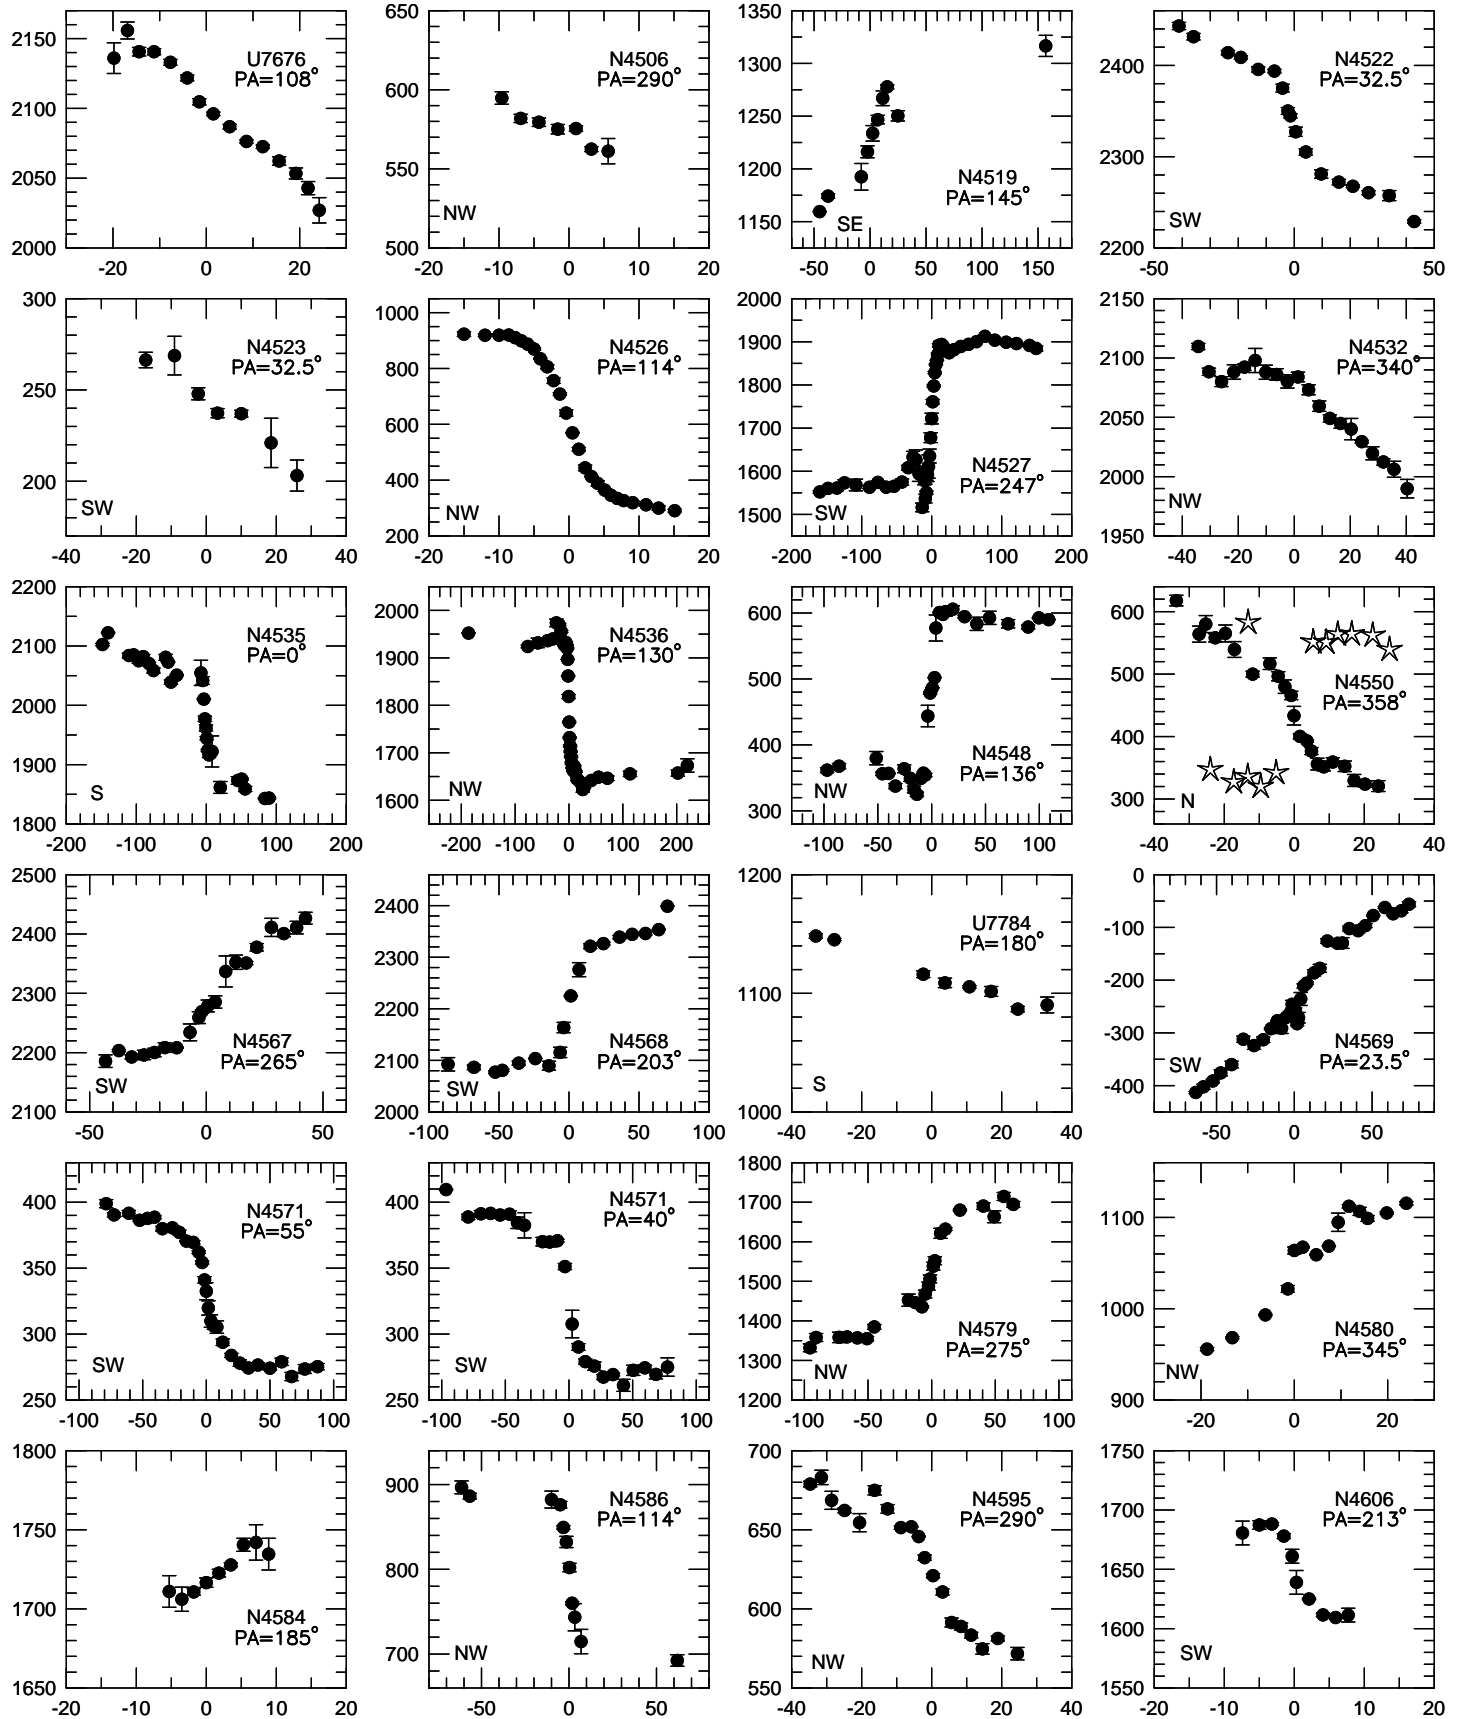 2150
2100
2050
2000
U7676
PA=108°
-20 0 20
650
600
550
500
N4506
PA=290°
NW
-20 -10 0 10 20
1350
1300
1250
1200
1150
N4519
PA=145°
SE
-50 0 50 100 150
2400
2300
2200
N4522
PA=32.5°
SW
-50 0 50
300
250
200
N4523
PA=32.5°
SW
-40 -20 0 20 40
1000
800
600
400
200
N4526
PA=114°
NW
-20 -10 0 10 20
2000
1900
1800
1700
1600
1500
N4527
PA=247°
SW
-200 -100 0 100 200
2150
2100
2050
2000
1950
N4532
PA=340°
NW
-40 -20 0 20 40
2200
2100
2000
1900
1800
N4535
PA=0°
S
-200 -100 0 100 200
2000
1900
1800
1700
1600
N4536
PA=130°
NW
-200 -100 0 100 200
600
500
400
300
N4548
PA=136°
NW
-100 -50 0 50 100
600
500
400
300
N4550
PA=358°
N
-40 -20 0 20 40
2500
2400
2300
2200
2100
N4567
PA=265°
SW
-50 0 50
2400
2300
2200
2100
2000
N4568
PA=203°
SW
-100 -50 0 50 100
1200
1100
1000
U7784
PA=180°
S
-40 -20 0 20 40
0
-100
-200
-300
-400
N4569
PA=23.5°
SW
-50 0 50
400
350
300
250
N4571
PA=55°
SW
-100 -50 0 50 100
400
350
300
250
N4571
PA=40°
SW
-100 -50 0 50 100
1800
1700
1600
1500
1400
1300
1200
N4579
PA=275°
NW
-100 -50 0 50 100
1100
1000
900
N4580
PA=345°
NW
-20 0 20
1800
1750
1700
1650
N4584
PA=185°
-20 -10 0 10 20
900
800
700
N4586
PA=114°
NW
-50 0 50
700
650
600
550
N4595
PA=290°
NW
-40 -20 0 20 40
1750
1700
1650
1600
1550
N4606
PA=213°
SW
-20 -10 0 10 20